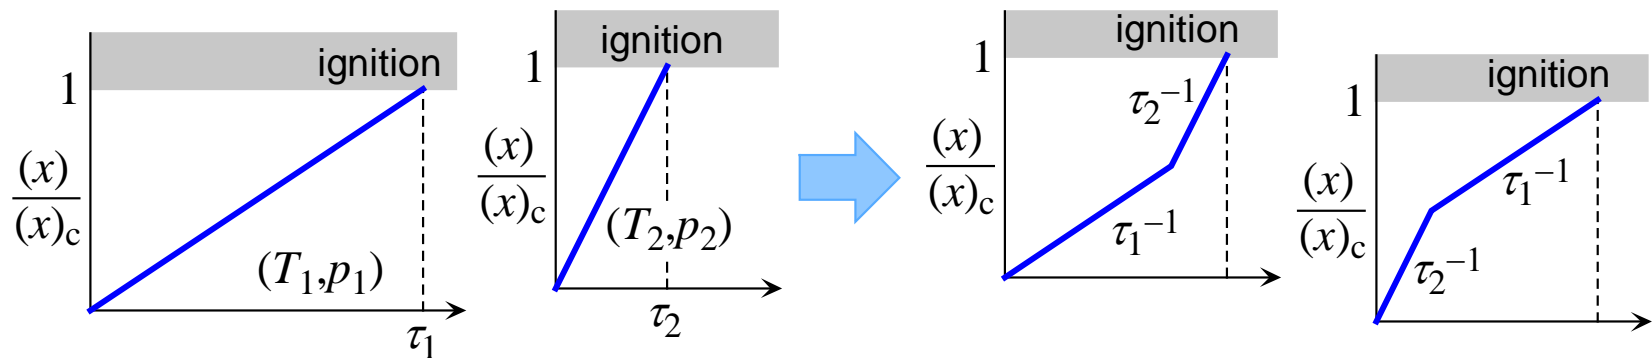 ignition
1
(x)
(x)c
(T1,p1)
τ1
ignition
1
(x)
(x)c
(T2,p2)
τ2
ignition
1
(x)
(x)c
τ2⁻¹
τ1⁻¹
ignition
1
(x)
(x)c
τ1⁻¹
τ2⁻¹